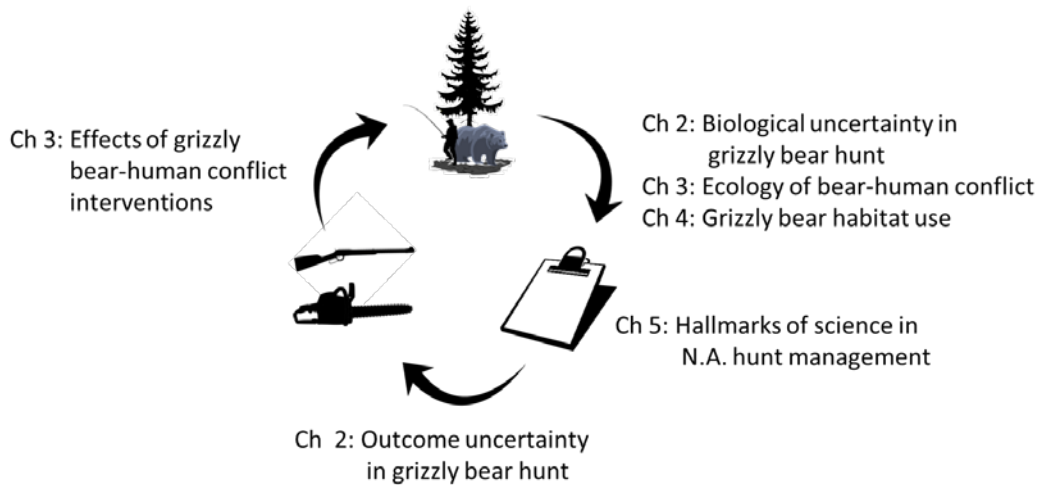 Ch 3: Effects of grizzly
bear-human conflict
interventions
Ch 2: Biological uncertainty in
grizzly bear hunt
Ch 3: Ecology of bear-human conflict
Ch 4: Grizzly bear habitat use
Ch 5: Hallmarks of science in
N.A. hunt management
Ch 2: Outcome uncertainty
in grizzly bear hunt